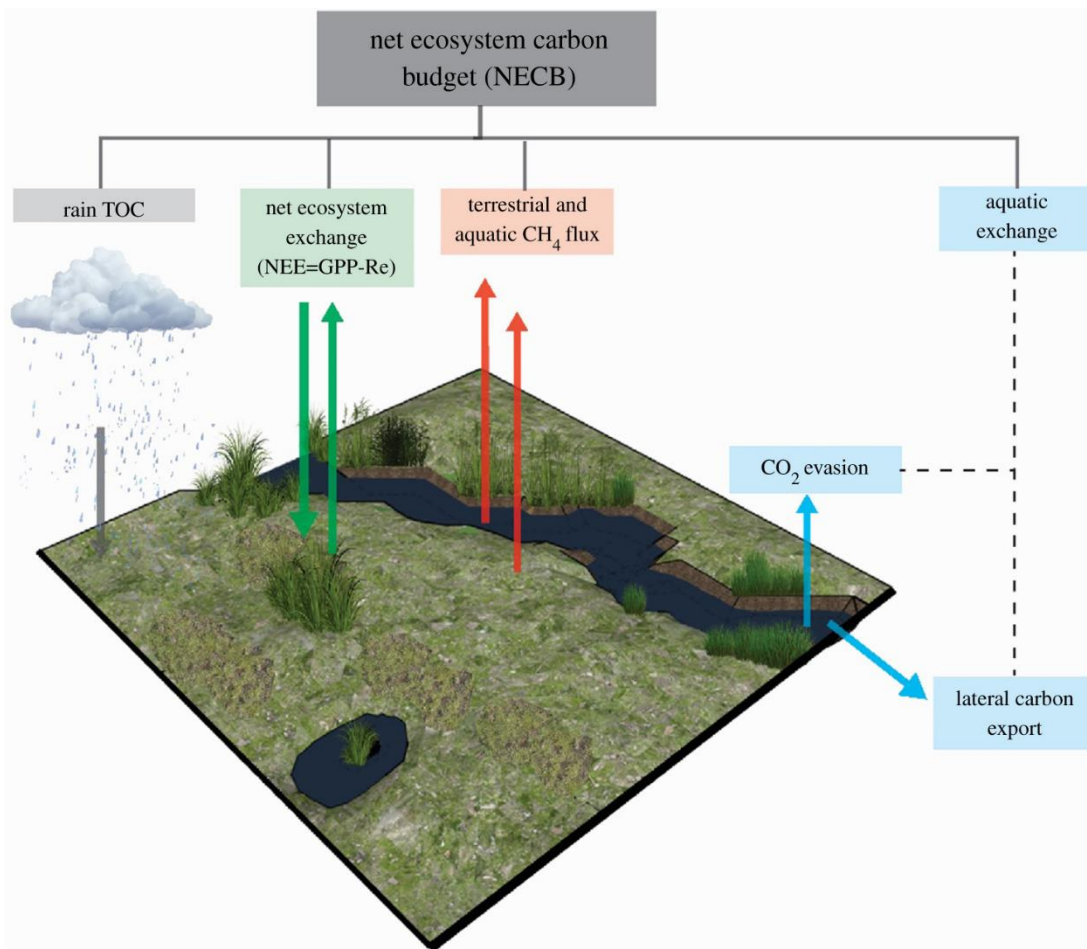 net ecosystem carbon
budget (NECB)
rain TOC
net ecosystem
exchange
(NEE=GPP-Re)
terrestrial and
aquatic CH₄ flux
aquatic
exchange
CO₂ evasion
lateral carbon
export